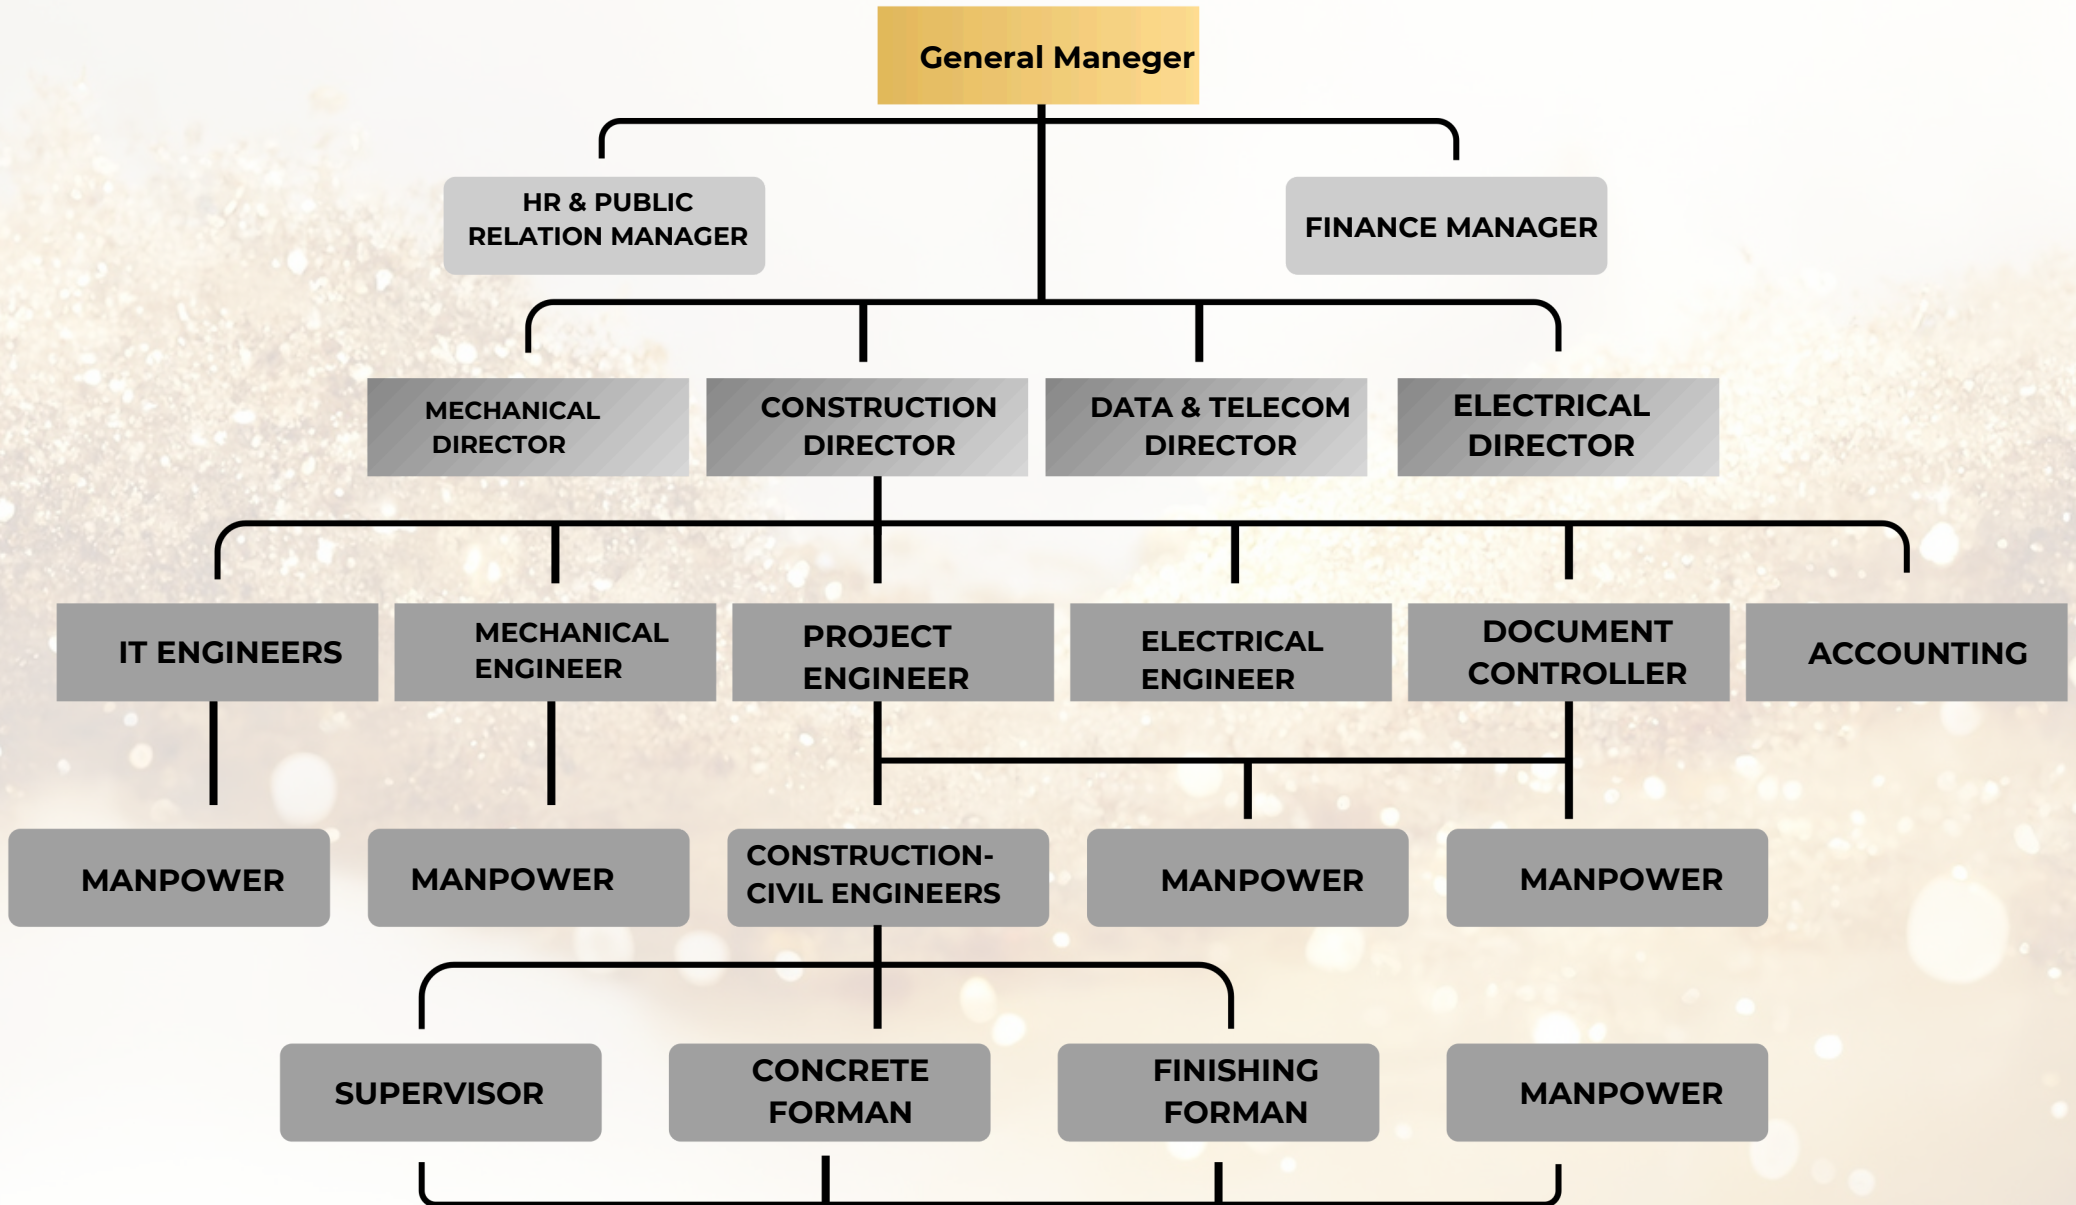 General Maneger
HR & PUBLIC
RELATION MANAGER
FINANCE MANAGER
MECHANICAL
DIRECTOR
CONSTRUCTION
DIRECTOR
DATA & TELECOM
DIRECTOR
ELECTRICAL
DIRECTOR
IT ENGINEERS
MECHANICAL
ENGINEER
PROJECT
ENGINEER
ELECTRICAL
ENGINEER
DOCUMENT
CONTROLLER
ACCOUNTING
MANPOWER
MANPOWER
CONSTRUCTION-
CIVIL ENGINEERS
MANPOWER
MANPOWER
SUPERVISOR
CONCRETE
FORMAN
FINISHING
FORMAN
MANPOWER